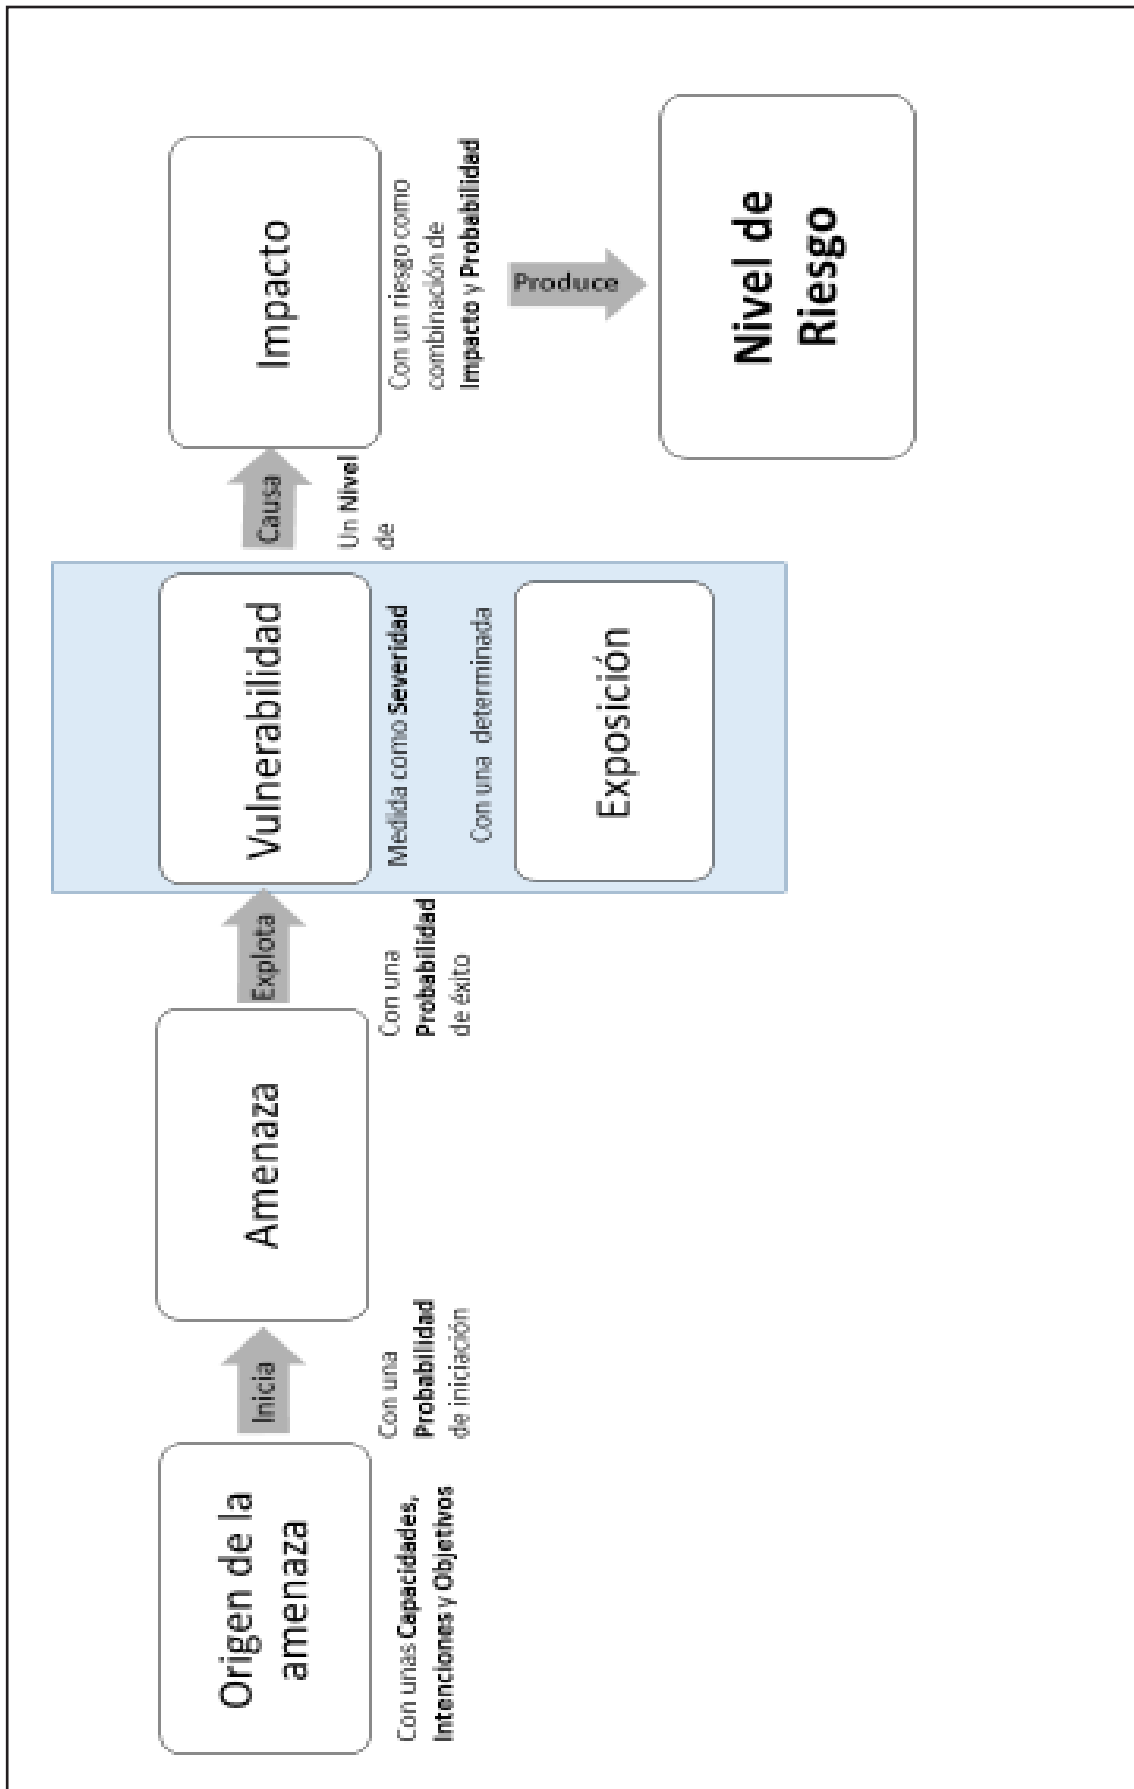 Origen de la
amenaza
Con unas Capacidades,
Intenciones y Objetivos
Inicia
Con una
Probabilidad
de iniciación
Amenaza
Explota
Con una
Probabilidad
de éxito
Vulnerabilidad
Medida como Severidad
Con una determinada
Exposición
Causa
Un Nivel
de
Impacto
Con un riesgo como
combinación de
Impacto y Probabilidad
Produce
Nivel de
Riesgo